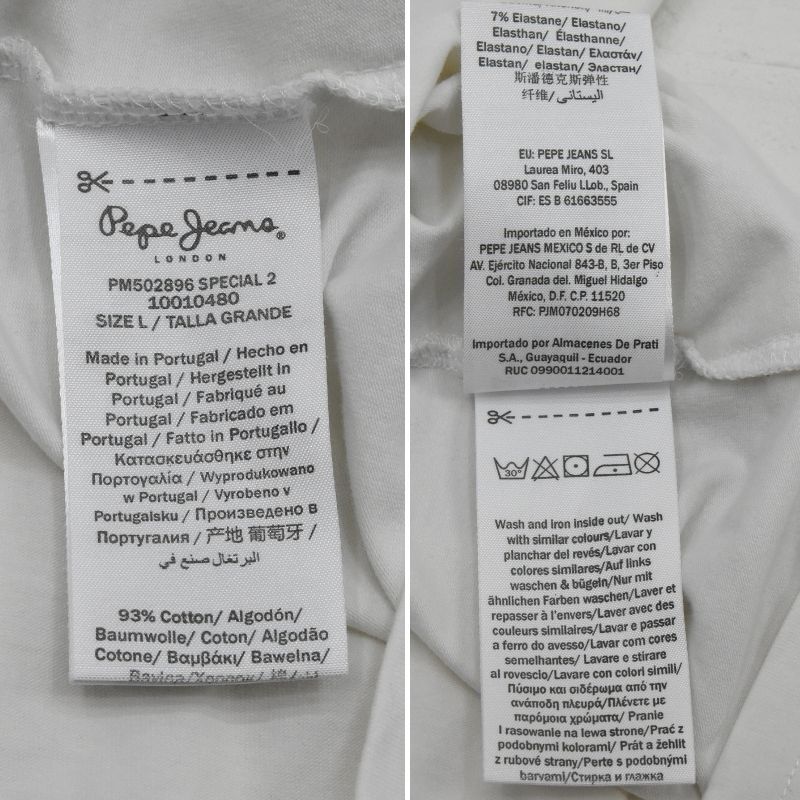 Pepe Jeans®
LONDON
PM502896 SPECIAL 2
10010480
SIZE L / TALLA GRANDE
Made in Portugal / Hecho en
Portugal / Hergestellt in
Portugal / Fabriqué au
Portugal / Fabricado em
Portugal / Fatto in Portugallo /
Κατασκευάσθηκε στην
Πορτογαλία / Wyprodukowano
w Portugal / Vyrobeno v
Portugalsku / Произведено в
Португалия / 产地 葡萄牙 /
البرتغال صنع في
93% Cotton/ Algodón/
Baumwolle/ Coton/ Algodão
Cotone/ Βαμβάκι/ Bawelna/
Bavlna/Хлопок/ 棉/
7% Elastane/ Elastano/
Elasthan/ Élasthanne/
Elastano/ Elastan/ Ελαστάν/
Elastan/ elastan/ Эластан/
斯潘德克斯弹性
纤维/ اليستاني/
EU: PEPE JEANS SL
Laurea Miro, 403
08980 San Feliu LLob., Spain
CIF: ES B 61663555
Importado en México por:
PEPE JEANS MEXICO S de RL de CV
AV. Ejército Nacional 843-B, B, 3er Piso
Col. Granada del. Miguel Hidalgo
México, D.F. C.P. 11520
RFC: PJM070209H68
Importado por Almacenes De Prati
S.A., Guayaquil - Ecuador
RUC 0990011214001
30°
Wash and Iron inside out/ Wash
with similar colours/Lavar y
planchar del revés/Lavar con
colores similares/Auf links
waschen & bügeln/Nur mit
ähnlichen Farben waschen/Laver et
repasser à l'envers/Laver avec des
couleurs similaires/Lavar e passar
a ferro do avesso/Lavar com cores
semelhantes/ Lavare e stirare
al rovescio/Lavare con colori simili/
Πύσιμο και σιδέρωμα από την
ανάποδη πλευρά/Πλένετε με
παρόμοια χρώματα/ Pranie
I rasowanie na lewa strone/Prać z
podobnymi kolorami/ Prát a žehlit
z rubové strany/Perte s podobnými
barvami/Стирка и глажка